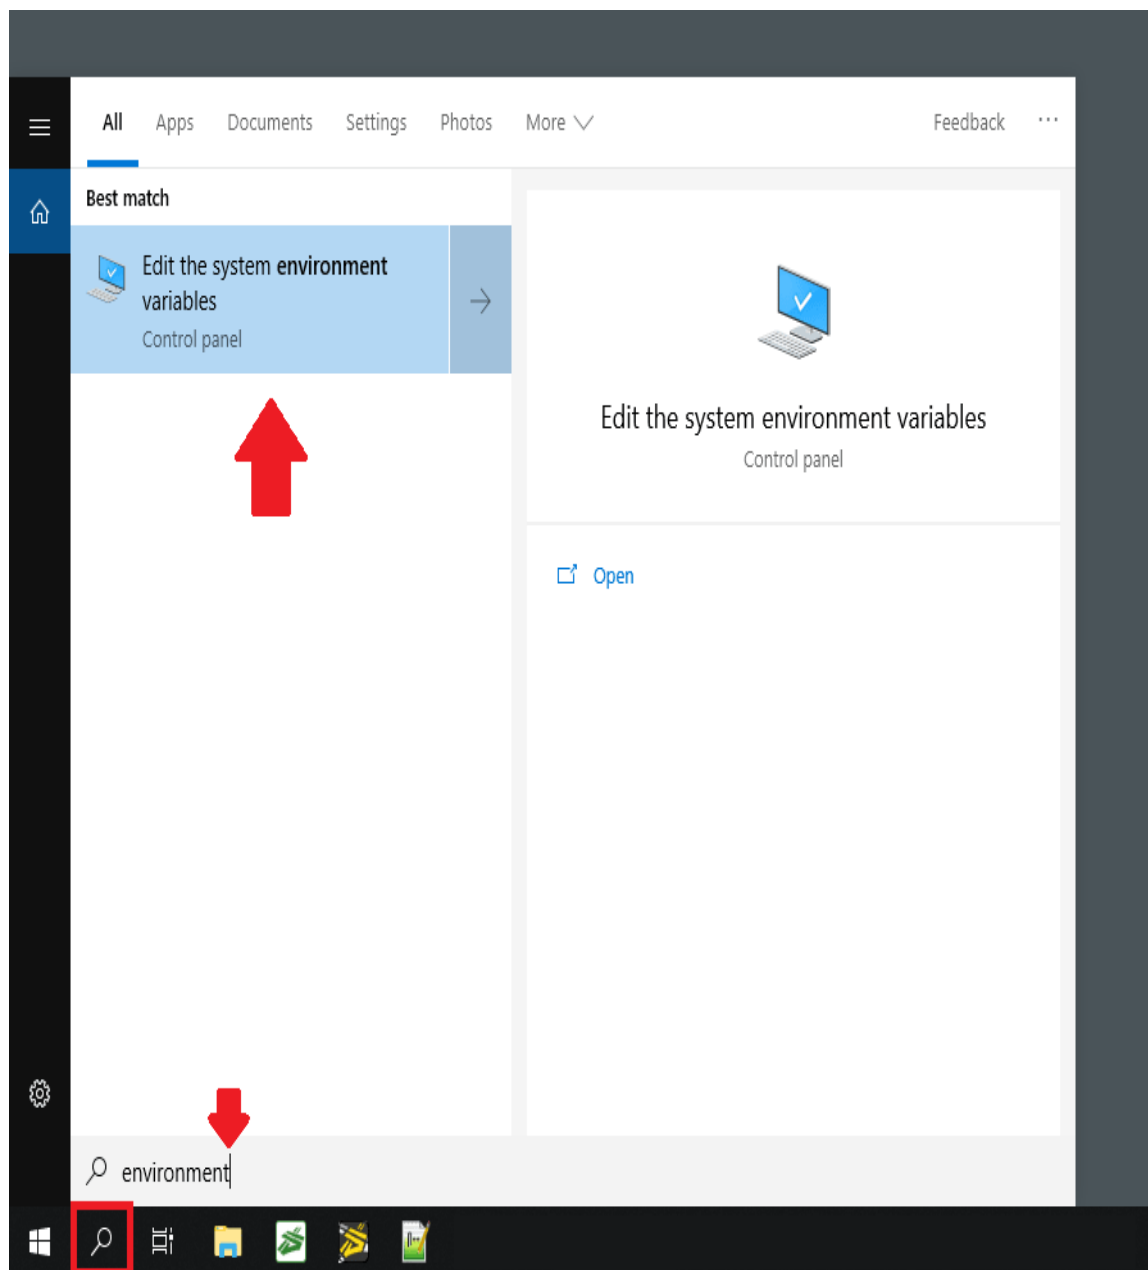 All Apps Documents Settings Photos More Feedback ...
Best match
Edit the system environment
variables
Control panel
Edit the system environment variables
Control panel
Open
environment